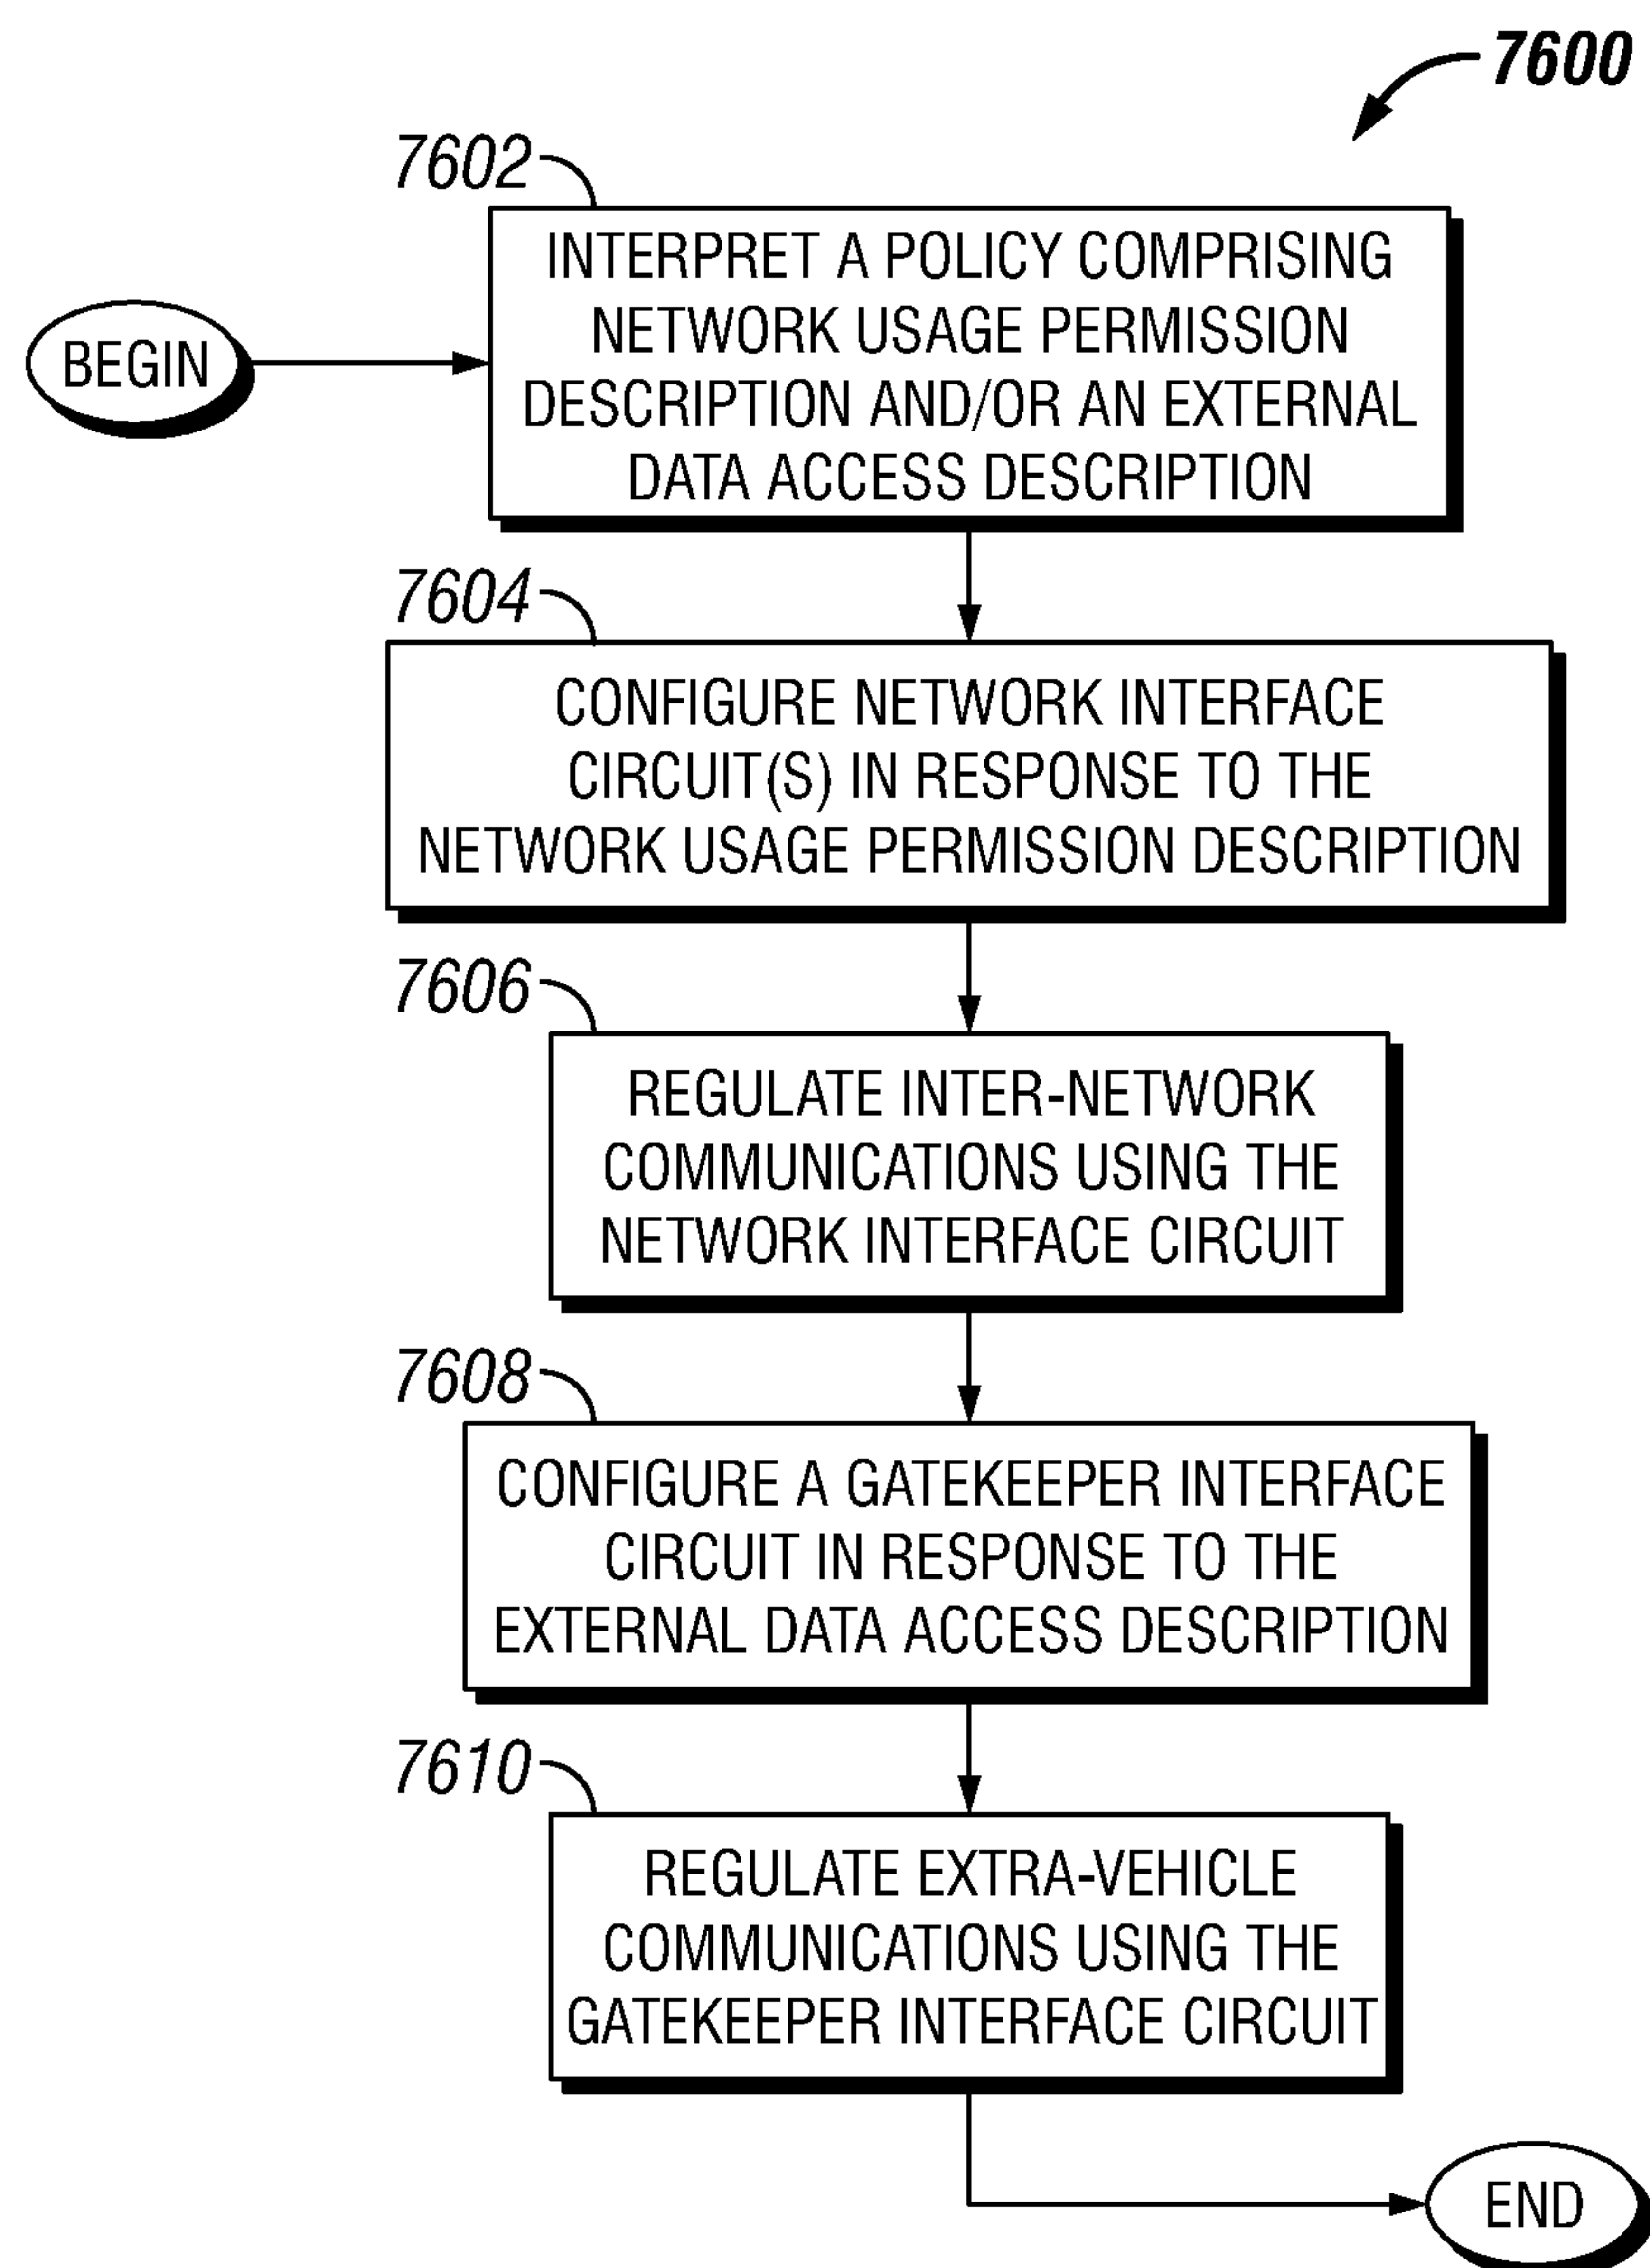 7600
7602
INTERPRET A POLICY COMPRISING
NETWORK USAGE PERMISSION
DESCRIPTION AND/OR AN EXTERNAL
DATA ACCESS DESCRIPTION
BEGIN
7604
CONFIGURE NETWORK INTERFACE
CIRCUIT(S) IN RESPONSE TO THE
NETWORK USAGE PERMISSION DESCRIPTION
7606
REGULATE INTER-NETWORK
COMMUNICATIONS USING THE
NETWORK INTERFACE CIRCUIT
7608
CONFIGURE A GATEKEEPER INTERFACE
CIRCUIT IN RESPONSE TO THE
EXTERNAL DATA ACCESS DESCRIPTION
7610
REGULATE EXTRA-VEHICLE
COMMUNICATIONS USING THE
GATEKEEPER INTERFACE CIRCUIT
END